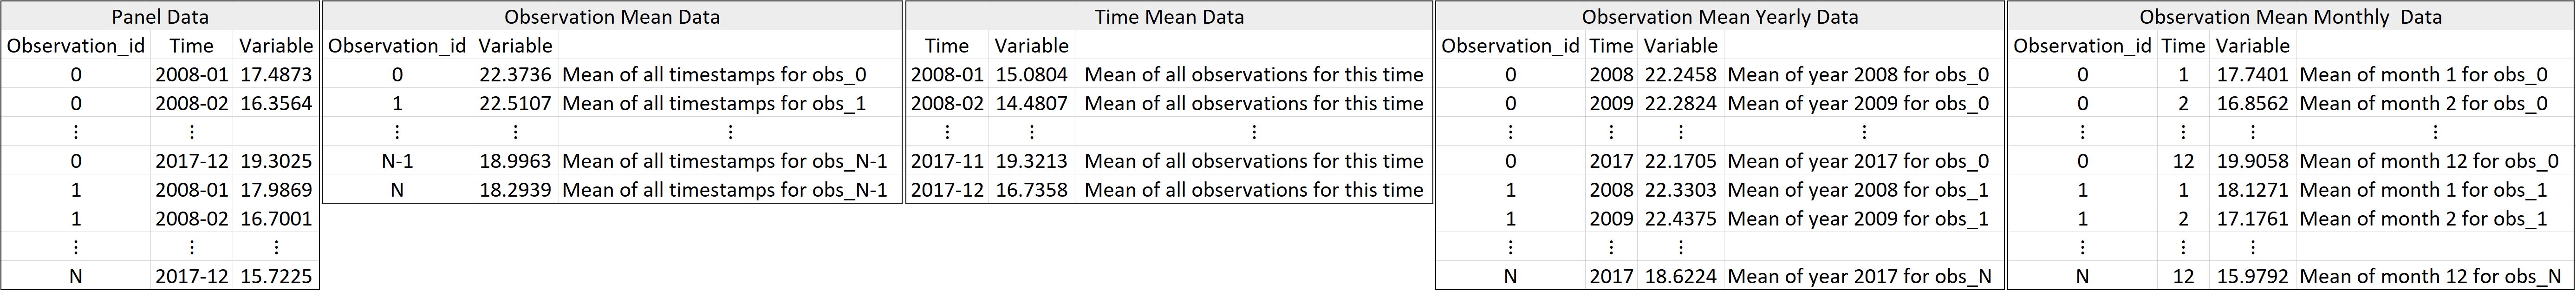 Panel Data
Observation_id Time Variable
0 2008-01 17.4873
0 2008-02 16.3564
⋮ ⋮
0 2017-12 19.3025
1 2008-01 17.9869
1 2008-02 16.7001
⋮ ⋮ ⋮
N 2017-12 15.7225
Observation Mean Data
Observation_id Variable
0 22.3736 Mean of all timestamps for obs_0
1 22.5107 Mean of all timestamps for obs_1
⋮ ⋮ ⋮
N-1 18.9963 Mean of all timestamps for obs_N-1
N 18.2939 Mean of all timestamps for obs_N-1
Time Mean Data
Time Variable
2008-01 15.0804 Mean of all observations for this time
2008-02 14.4807 Mean of all observations for this time
⋮ ⋮ ⋮
2017-11 19.3213 Mean of all observations for this time
2017-12 16.7358 Mean of all observations for this time
Observation Mean Yearly Data
Observation_id Time Variable
0 2008 22.2458 Mean of year 2008 for obs_0
0 2009 22.2824 Mean of year 2009 for obs_0
⋮ ⋮ ⋮ ⋮
0 2017 22.1705 Mean of year 2017 for obs_0
1 2008 22.3303 Mean of year 2008 for obs_1
1 2009 22.4375 Mean of year 2009 for obs_1
⋮ ⋮ ⋮
N 2017 18.6224 Mean of year 2017 for obs_N
Observation Mean Monthly Data
Observation_id Time Variable
0 1 17.7401 Mean of month 1 for obs_0
0 2 16.8562 Mean of month 2 for obs_0
⋮ ⋮ ⋮ ⋮
0 12 19.9058 Mean of month 12 for obs_0
1 1 18.1271 Mean of month 1 for obs_1
1 2 17.1761 Mean of month 2 for obs_1
⋮ ⋮ ⋮
N 12 15.9792 Mean of month 12 for obs_N